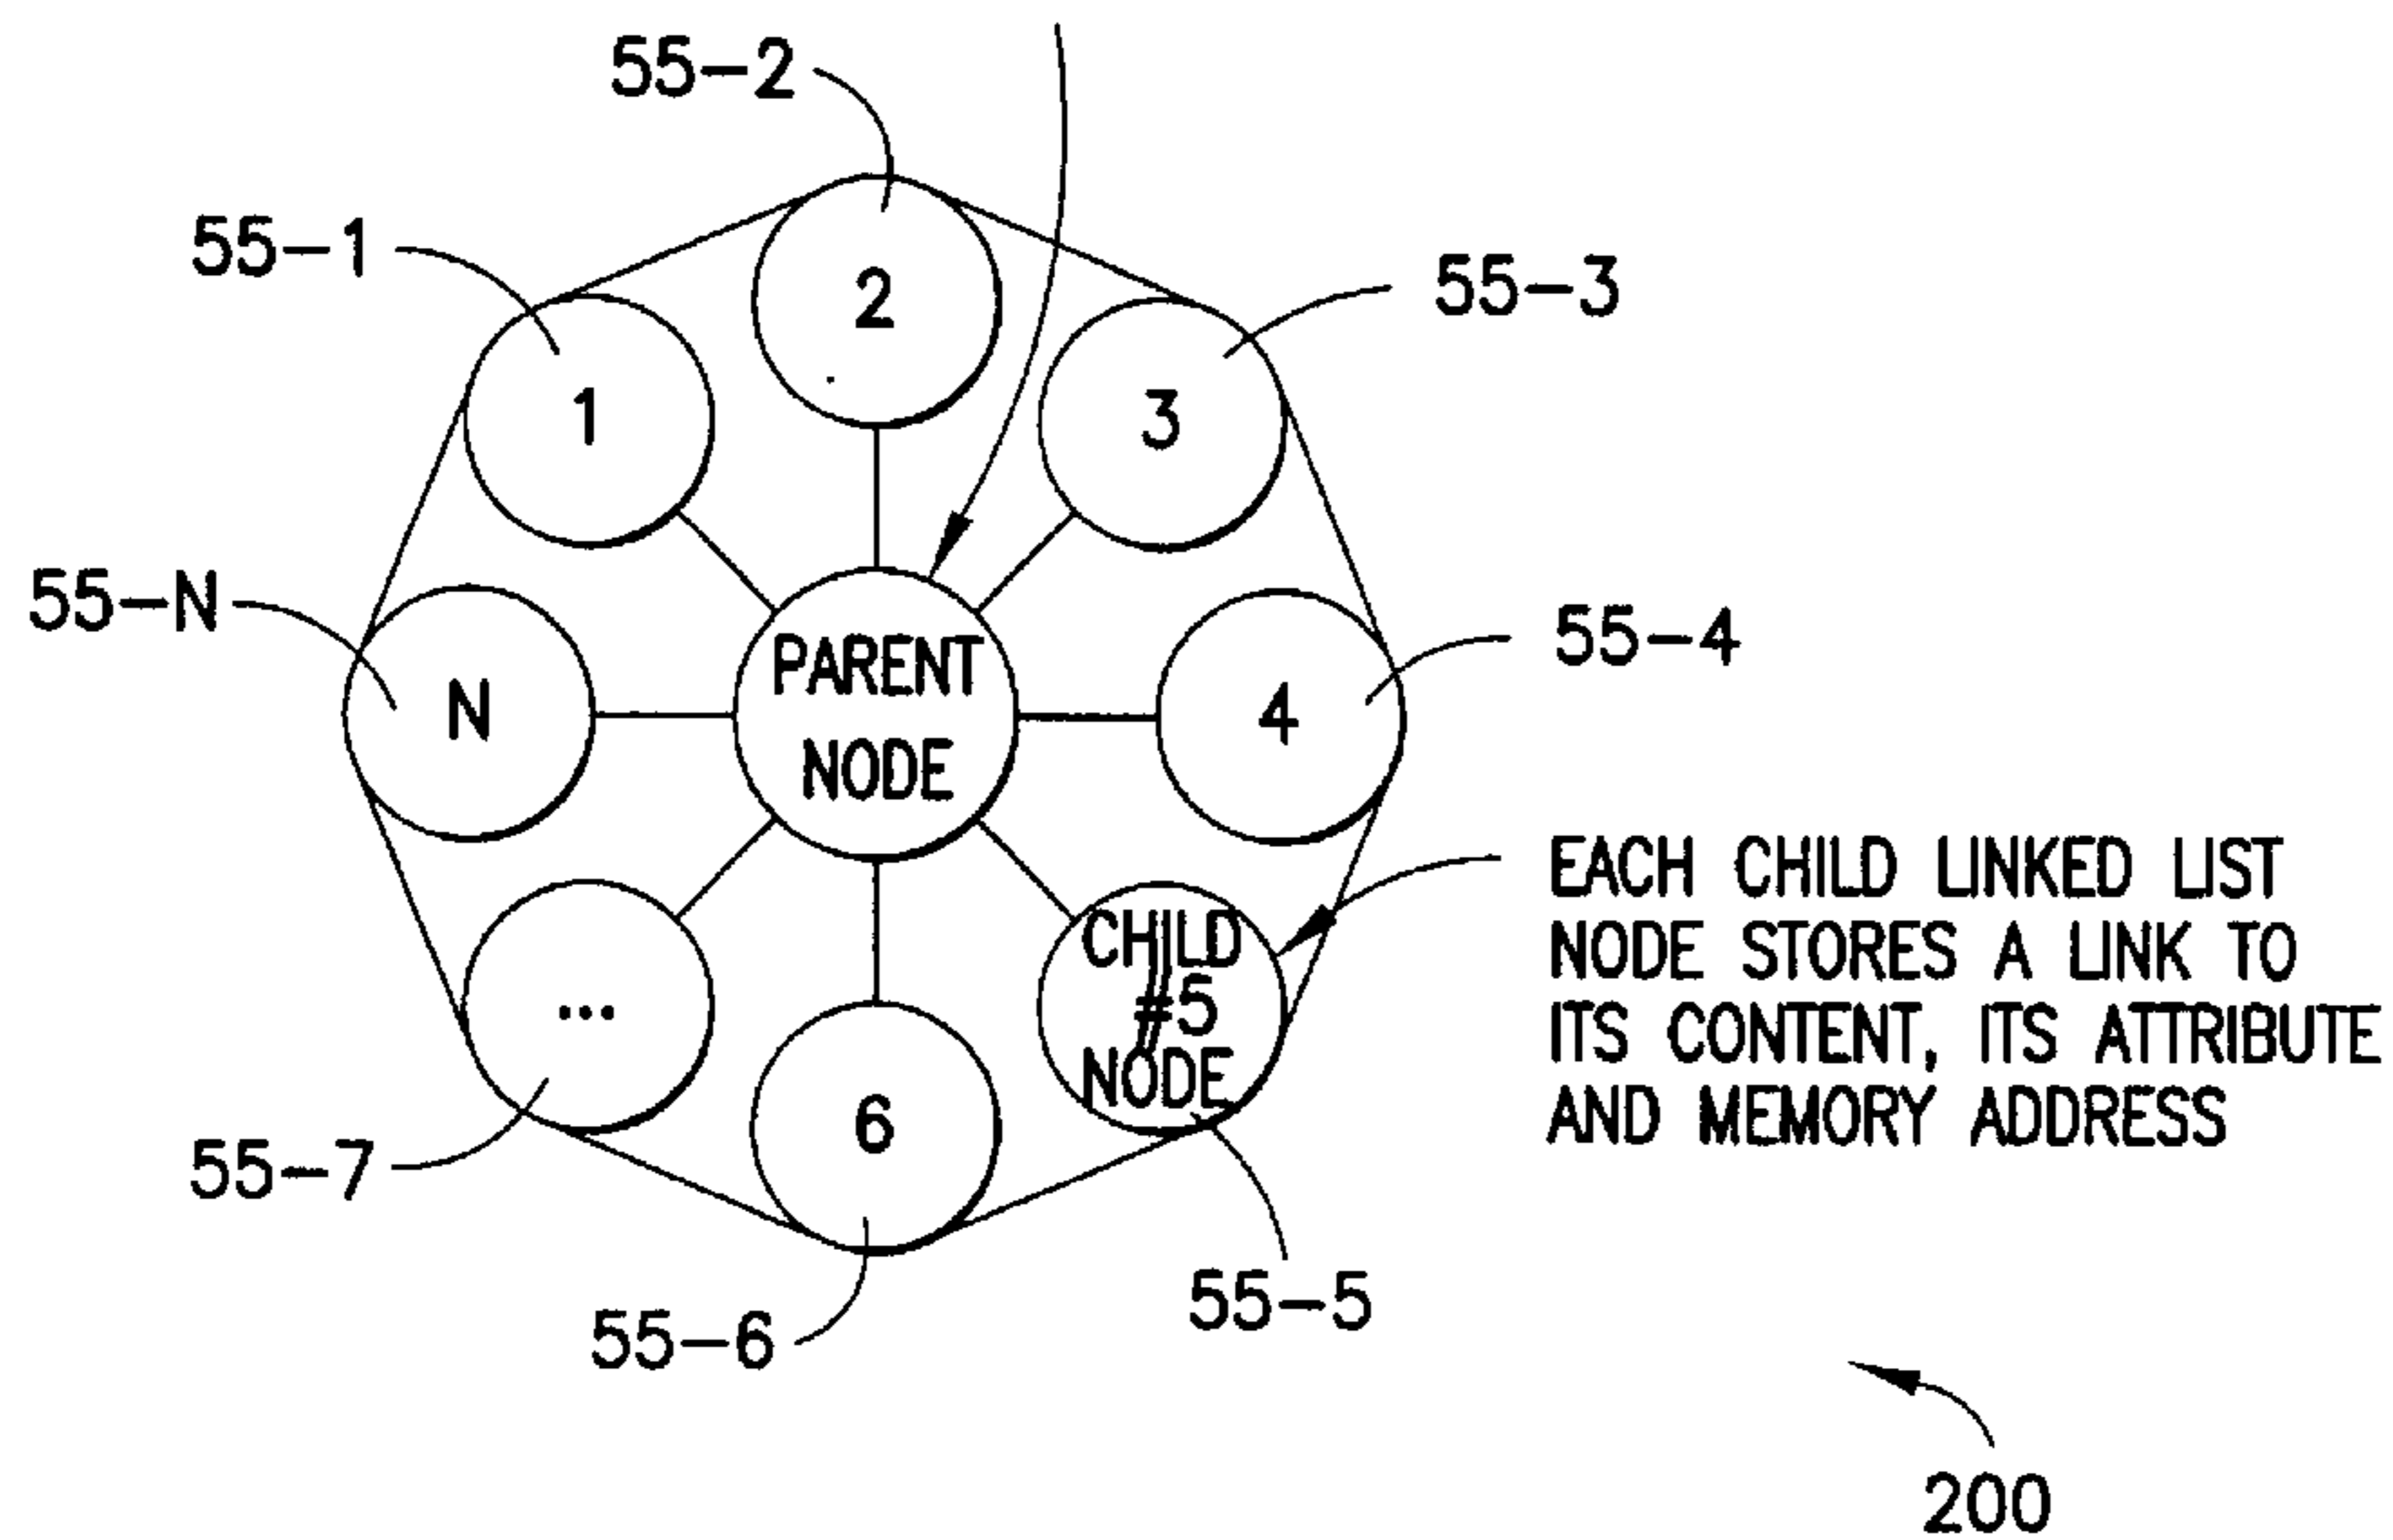 55-2
55-1
55-3
2
1
3
55-N
55-4
PARENT
NODE
N
4
EACH CHILD LINKED LIST
NODE STORES A LINK TO
ITS CONTENT, ITS ATTRIBUTE
AND MEMORY ADDRESS
CHILD
#5
NODE
...
6
55-7
55-5
55-6
200